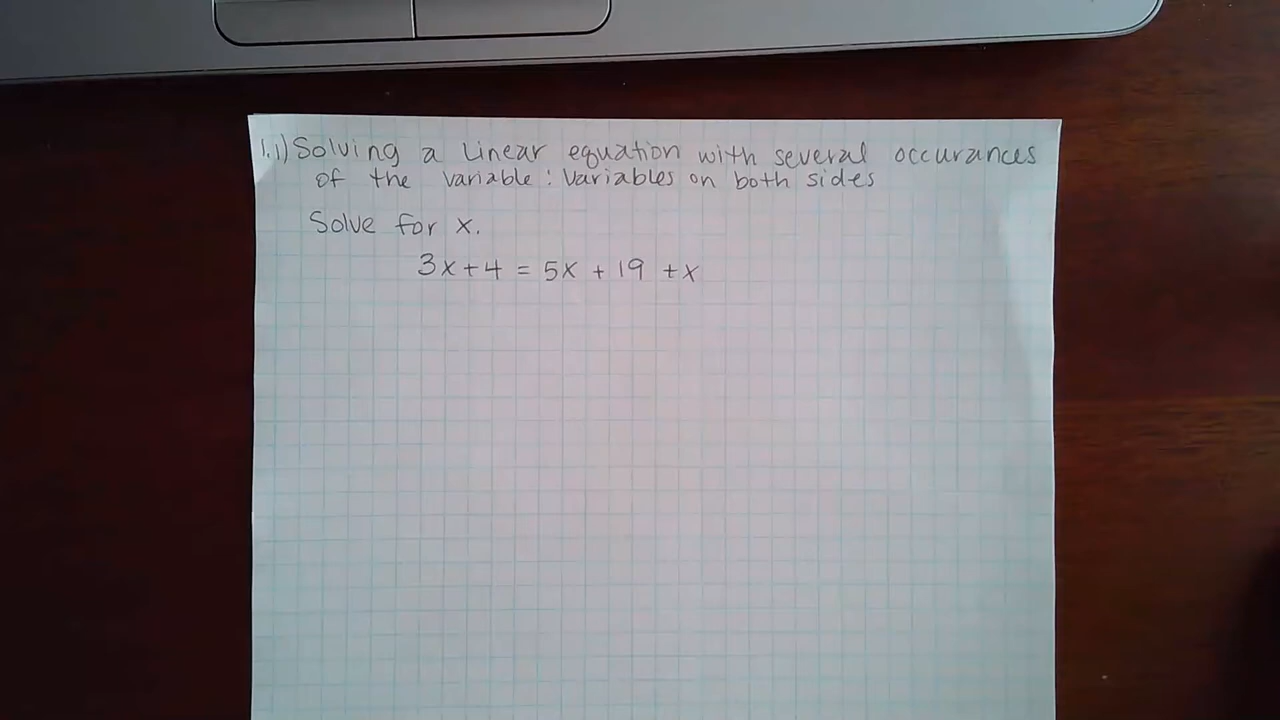 1.1) Solving a Linear equation with several occurances
of the variable: Variables on both sides
Solve for x.
3x+4 = 5x + 19 +x